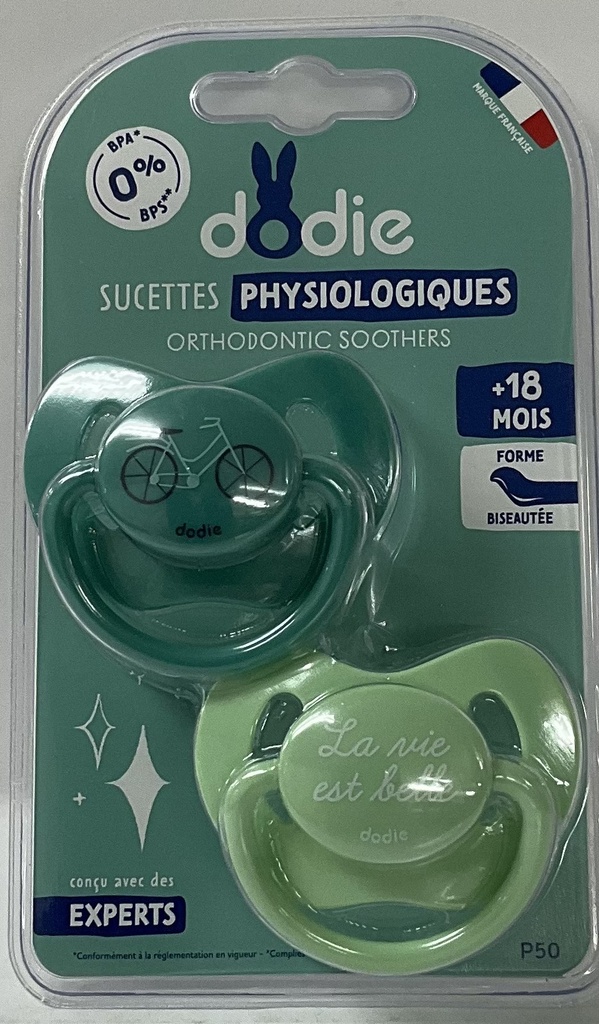 MARQUE FRANÇAISE
BPA*
0%
BPS**
dodie
SUCETTES PHYSIOLOGIQUES
ORTHODONTIC SOOTHERS
+18
MOIS
FORME
BISEAUTÉE
dodie
La vie
est belle
dodie
conçu avec des
EXPERTS
*Conformément à la réglementation en vigueur - *Complies
P50